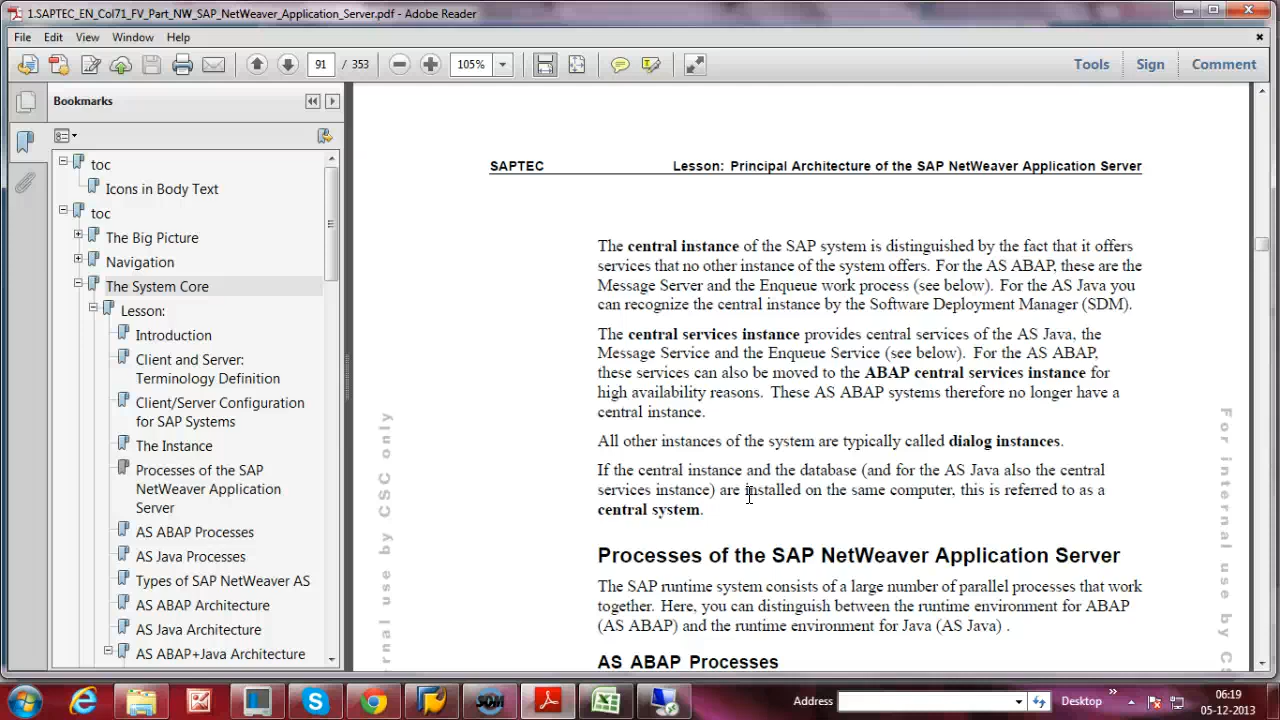 1.SAPTEC_EN_Col71_FV_Part_NW_SAP_NetWeaver_Application_Server.pdf - Adobe Reader
File Edit View Window Help
91 / 353 105% Tools Sign Comment
Bookmarks
toc
Icons in Body Text
toc
The Big Picture
Navigation
The System Core
Lesson:
Introduction
Client and Server:
Terminology Definition
Client/Server Configuration
for SAP Systems
The Instance
Processes of the SAP
NetWeaver Application
Server
AS ABAP Processes
AS Java Processes
Types of SAP NetWeaver AS
AS ABAP Architecture
AS Java Architecture
AS ABAP+Java Architecture
SAPTEC Lesson: Principal Architecture of the SAP NetWeaver Application Server
The central instance of the SAP system is distinguished by the fact that it offers
services that no other instance of the system offers. For the AS ABAP, these are the
Message Server and the Enqueue work process (see below). For the AS Java you
can recognize the central instance by the Software Deployment Manager (SDM).
The central services instance provides central services of the AS Java, the
Message Service and the Enqueue Service (see below). For the AS ABAP,
these services can also be moved to the ABAP central services instance for
high availability reasons. These AS ABAP systems therefore no longer have a
central instance.
All other instances of the system are typically called dialog instances.
If the central instance and the database (and for the AS Java also the central
services instance) are installed on the same computer, this is referred to as a
central system.
Processes of the SAP NetWeaver Application Server
The SAP runtime system consists of a large number of parallel processes that work
together. Here, you can distinguish between the runtime environment for ABAP
(AS ABAP) and the runtime environment for Java (AS Java) .
AS ABAP Processes
rnal use by CSC only
For internal use by CS
Address Desktop
06:19
05-12-2013